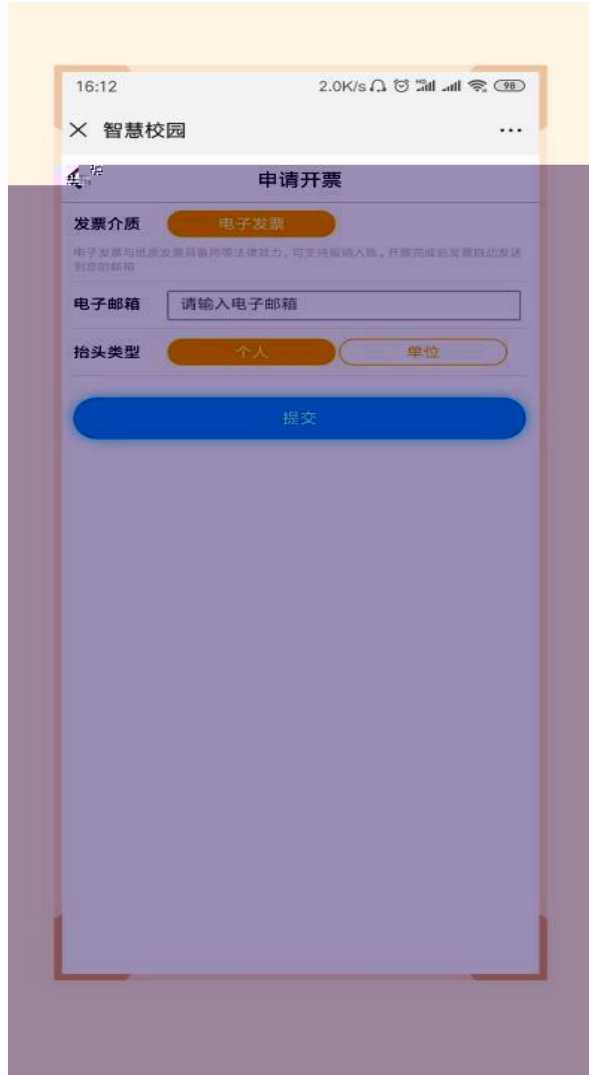 16:12 2.0K/s 98
智慧校园
申请开票
发票介质 电子发票
电子发票与纸质发票具备同等法律效力，可支持报销入账，开票完成后发票自动发送
到您的邮箱
电子邮箱 请输入电子邮箱
抬头类型 个人 单位
提交